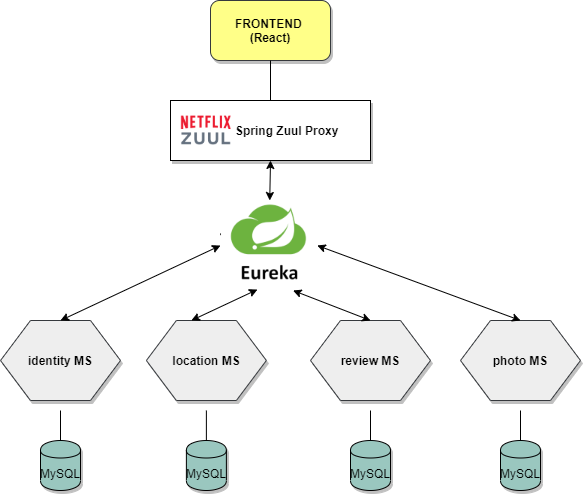 FRONTEND
(React)
NETFLIX
ZUUL
Spring Zuul Proxy
Eureka
identity MS
location MS
review MS
photo MS
MySQL
MySQL
MySQL
MySQL